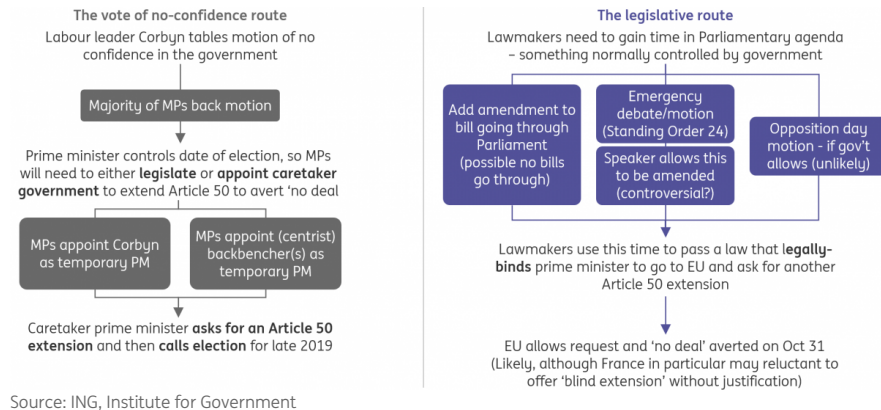 The vote of no-confidence route
Labour leader Corbyn tables motion of no
confidence in the government
Majority of MPs back motion
Prime minister controls date of election, so MPs
will need to either legislate or appoint caretaker
government to extend Article 50 to avert ‘no deal
MPs appoint Corbyn
as temporary PM
MPs appoint (centrist)
backbencher(s) as
temporary PM
Caretaker prime minister asks for an Article 50
extension and then calls election for late 2019
The legislative route
Lawmakers need to gain time in Parliamentary agenda
– something normally controlled by government
Add amendment to
bill going through
Parliament
(possible no bills
go through)
Emergency
debate/motion
(Standing Order 24)
Speaker allows this
to be amended
(controversial?)
Opposition day
motion - if gov’t
allows (unlikely)
Lawmakers use this time to pass a law that legally-
binds prime minister to go to EU and ask for another
Article 50 extension
EU allows request and ‘no deal’ averted on Oct 31
(Likely, although France in particular may reluctant to
offer ‘blind extension’ without justification)
Source: ING, Institute for Government